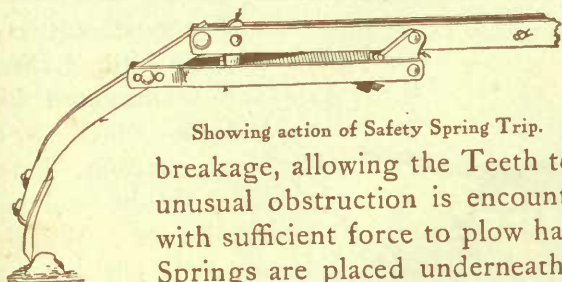 Showing action of Safety Spring Trip.
breakage, allowing the Teeth to
unusual obstruction is encount
with sufficient force to plow ha
Springs are placed underneath